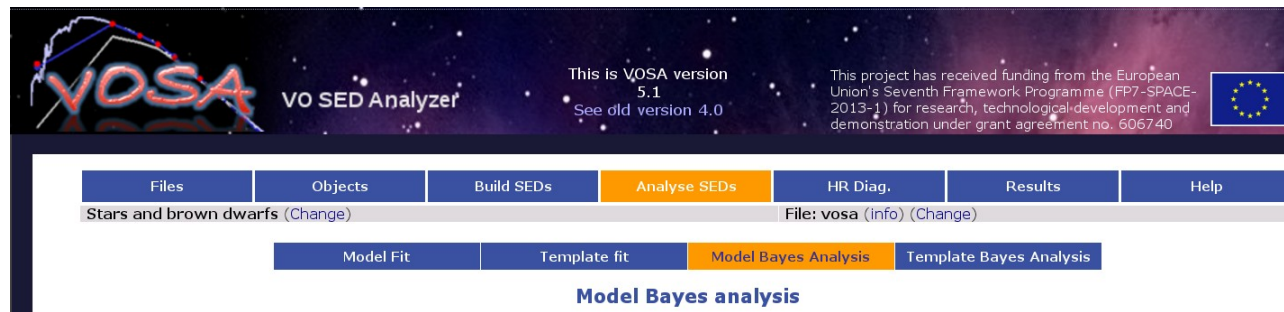 VOSA
VO SED Analyzer
This is VOSA version
5.1
See old version 4.0
This project has received funding from the European
Union's Seventh Framework Programme (FP7-SPACE-
2013-1) for research, technological development and
demonstration under grant agreement no. 606740
Files Objects Build SEDs Analyse SEDs HR Diag. Results Help
Stars and brown dwarfs (Change) File: vosa (info) (Change)
Model Fit Template fit Model Bayes Analysis Template Bayes Analysis
Model Bayes analysis